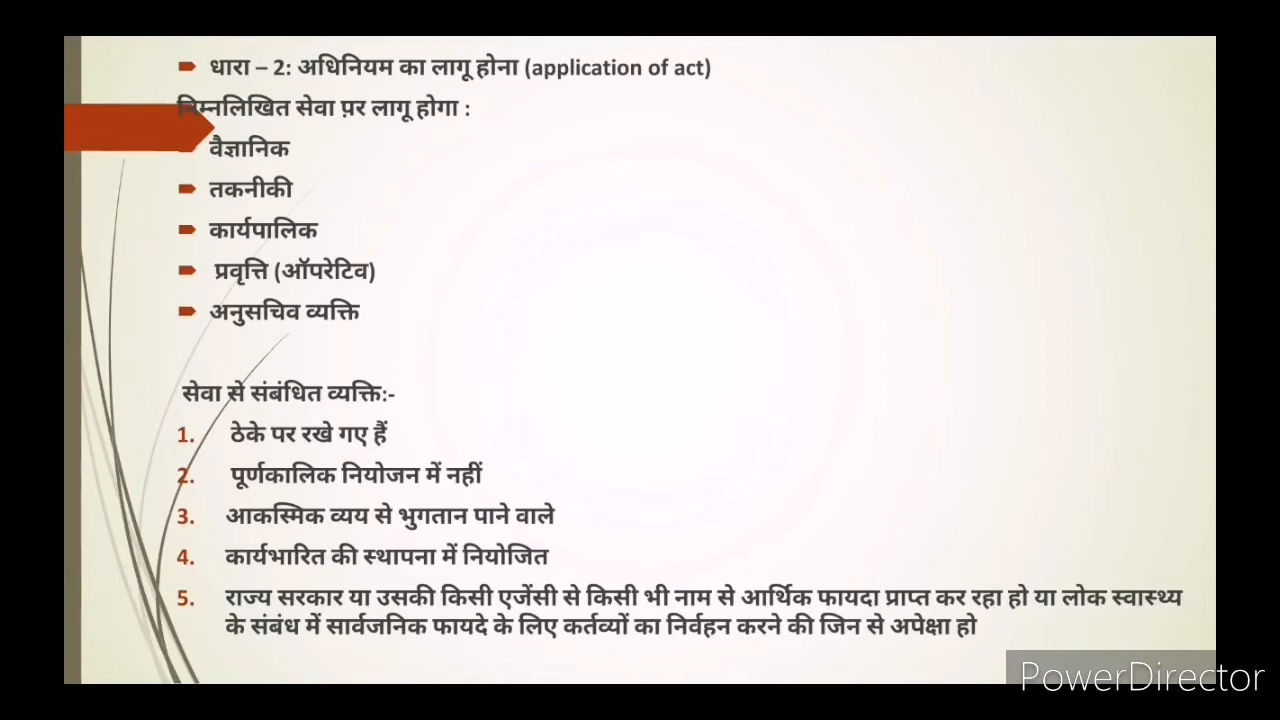 धारा – 2: अधिनियम का लागू होना (application of act)
निम्नलिखित सेवा प़र लागू होगा :
वैज्ञानिक
तकनीकी
कार्यपालिक
प्रवृत्ति (ऑपरेटिव)
अनुसचिव व्यक्ति
सेवा से संबंधित व्यक्ति:-
1. ठेके पर रखे गए हैं
2. पूर्णकालिक नियोजन में नहीं
3. आकस्मिक व्यय से भुगतान पाने वाले
4. कार्यभारित की स्थापना में नियोजित
5. राज्य सरकार या उसकी किसी एजेंसी से किसी भी नाम से आर्थिक फायदा प्राप्त कर रहा हो या लोक स्वास्थ्य
के संबंध में सार्वजनिक फायदे के लिए कर्तव्यों का निर्वहन करने की जिन से अपेक्षा हो
PowerDirector